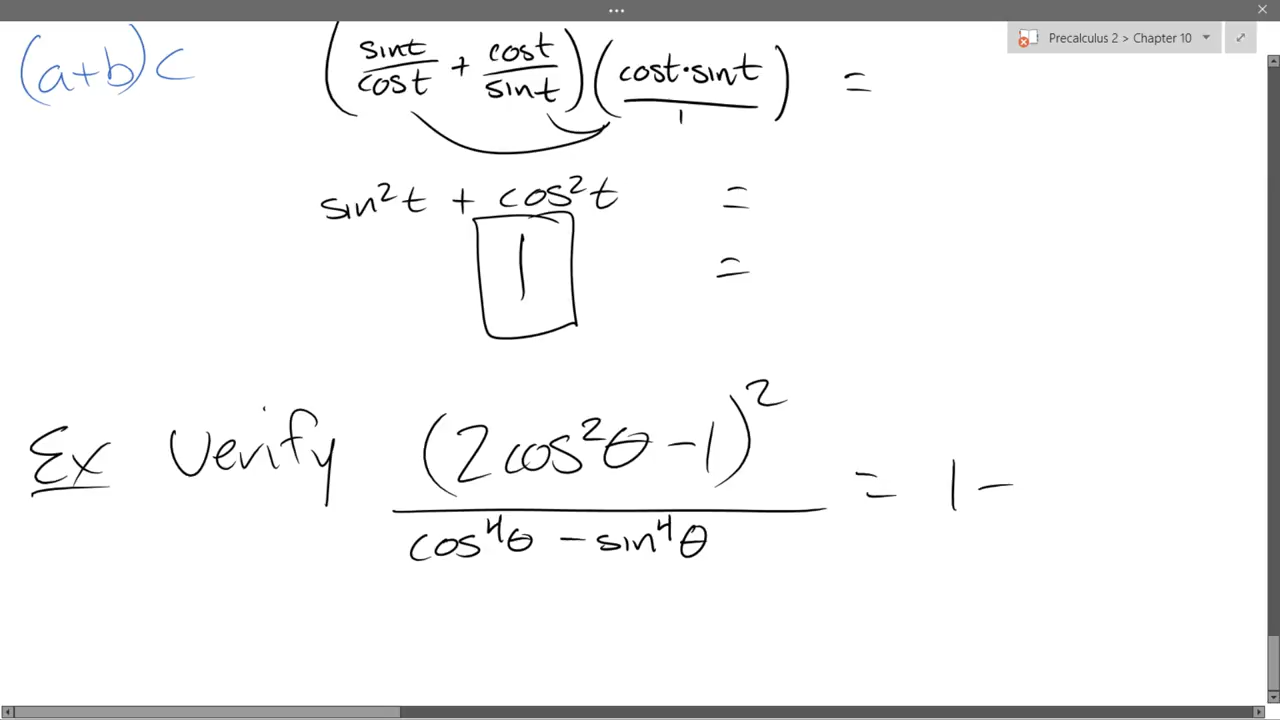 ...
Precalculus 2 > Chapter 10
(a+b)c (sint/cost + cost/sint)(cost·sint/1) =
sin²t + cos²t =
1 =
Ex Verify (2cos²θ-1)²/cos⁴θ - sin⁴θ = 1 -